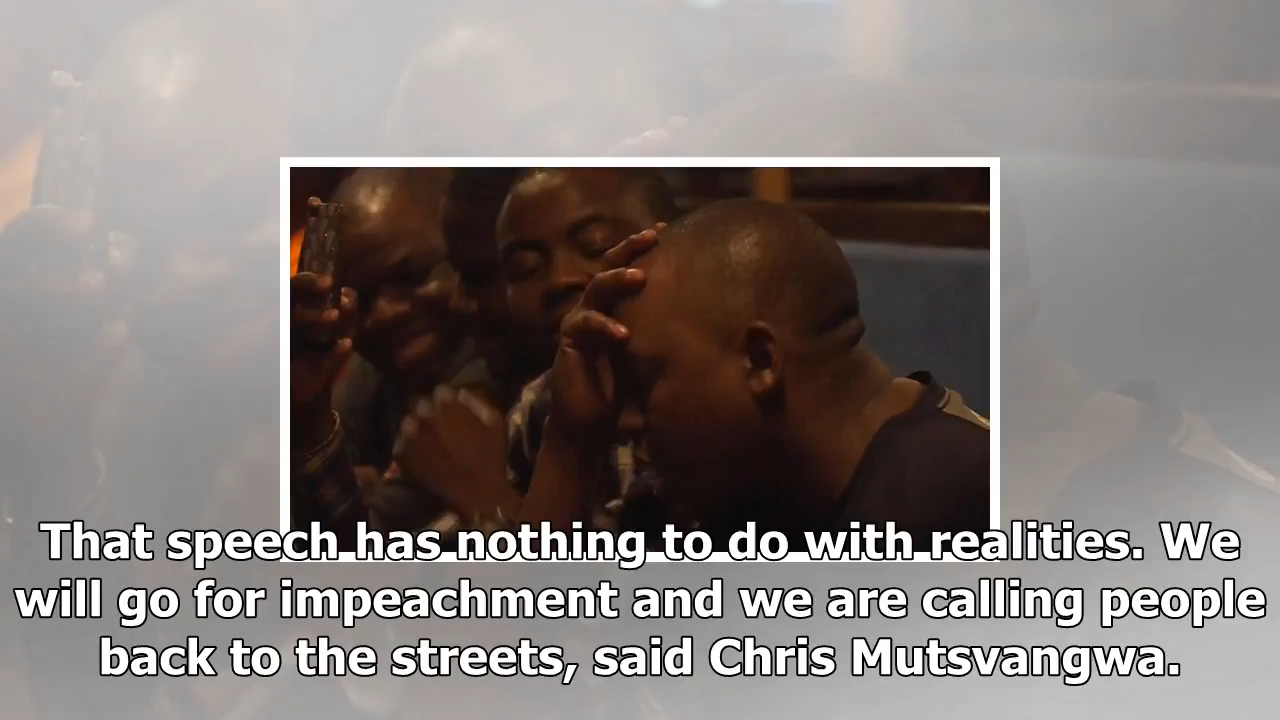 That speech has nothing to do with realities. We
will go for impeachment and we are calling people
back to the streets, said Chris Mutsvangwa.